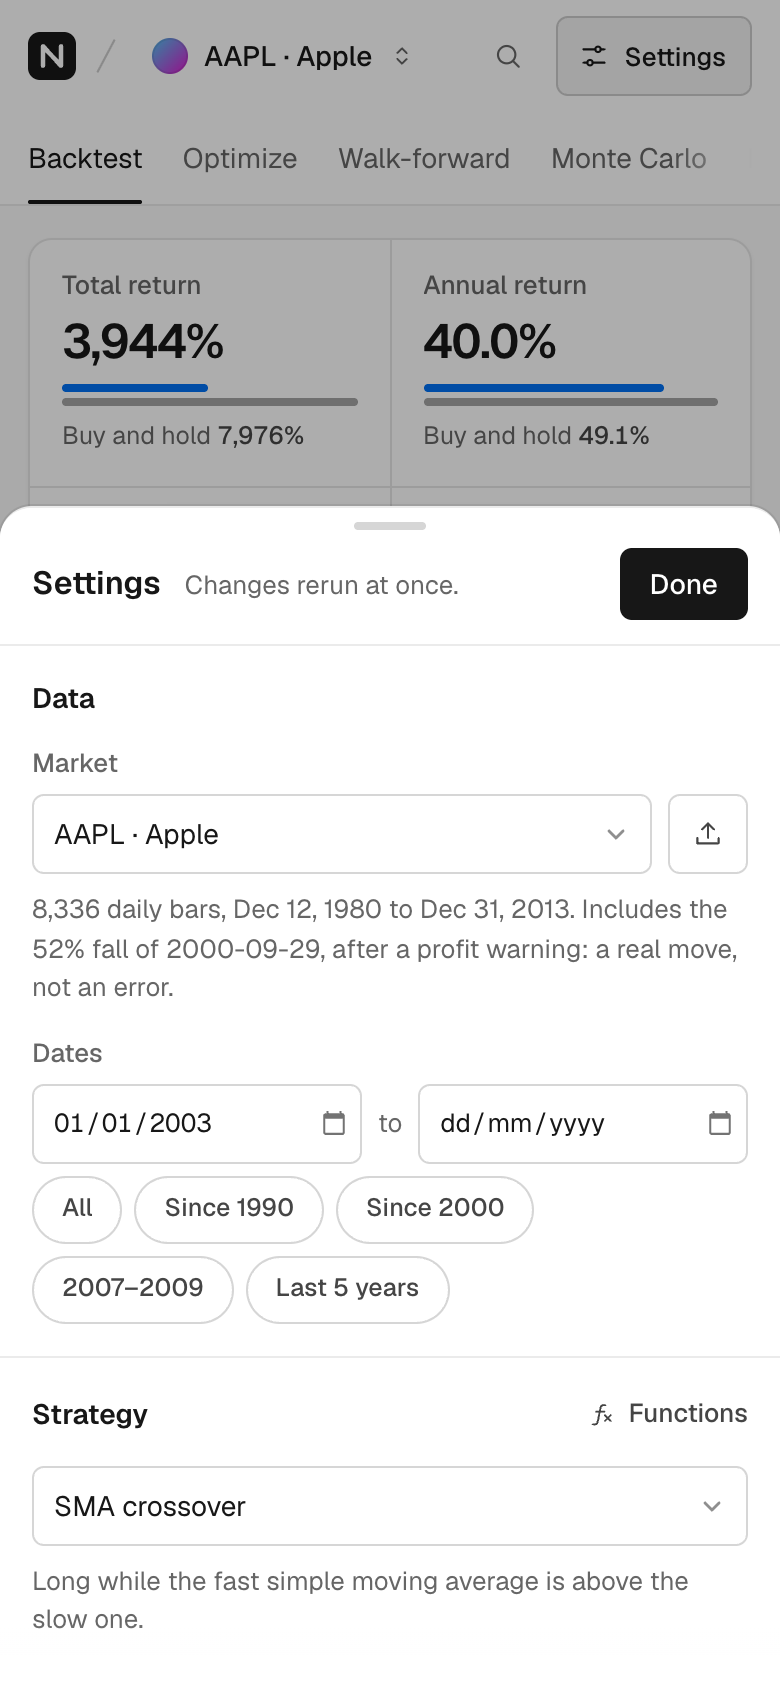 N / AAPL · Apple Settings
Backtest Optimize Walk-forward Monte Carlo
Total return Annual return
3,944% 40.0%
Buy and hold 7,976% Buy and hold 49.1%
Settings Changes rerun at once. Done
Data
Market
AAPL · Apple
8,336 daily bars, Dec 12, 1980 to Dec 31, 2013. Includes the
52% fall of 2000-09-29, after a profit warning: a real move,
not an error.
Dates
01/01/2003 to dd/mm/yyyy
All Since 1990 Since 2000
2007–2009 Last 5 years
Strategy fx Functions
SMA crossover
Long while the fast simple moving average is above the
slow one.